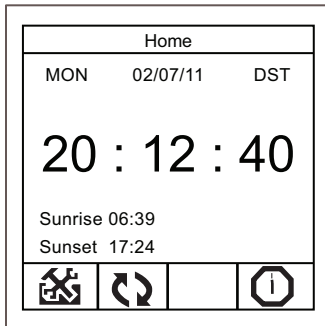 Home
MON 02/07/11 DST
20 : 12 : 40
Sunrise 06:39
Sunset 17:24
i